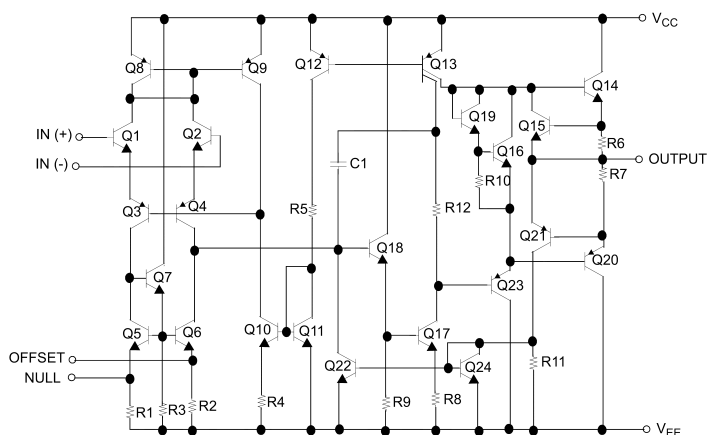 VCC
Q8
Q9
Q12
Q13
Q14
Q19
Q15
Q1
Q2
Q16
R6
IN (+)
IN (-)
C1
OUTPUT
R7
R10
Q3
Q4
R5
R12
Q21
Q18
Q20
Q7
Q23
Q5
Q6
Q10
Q11
Q17
OFFSET
NULL
Q22
Q24
R11
R1
R3
R2
R4
R9
R8
VEE